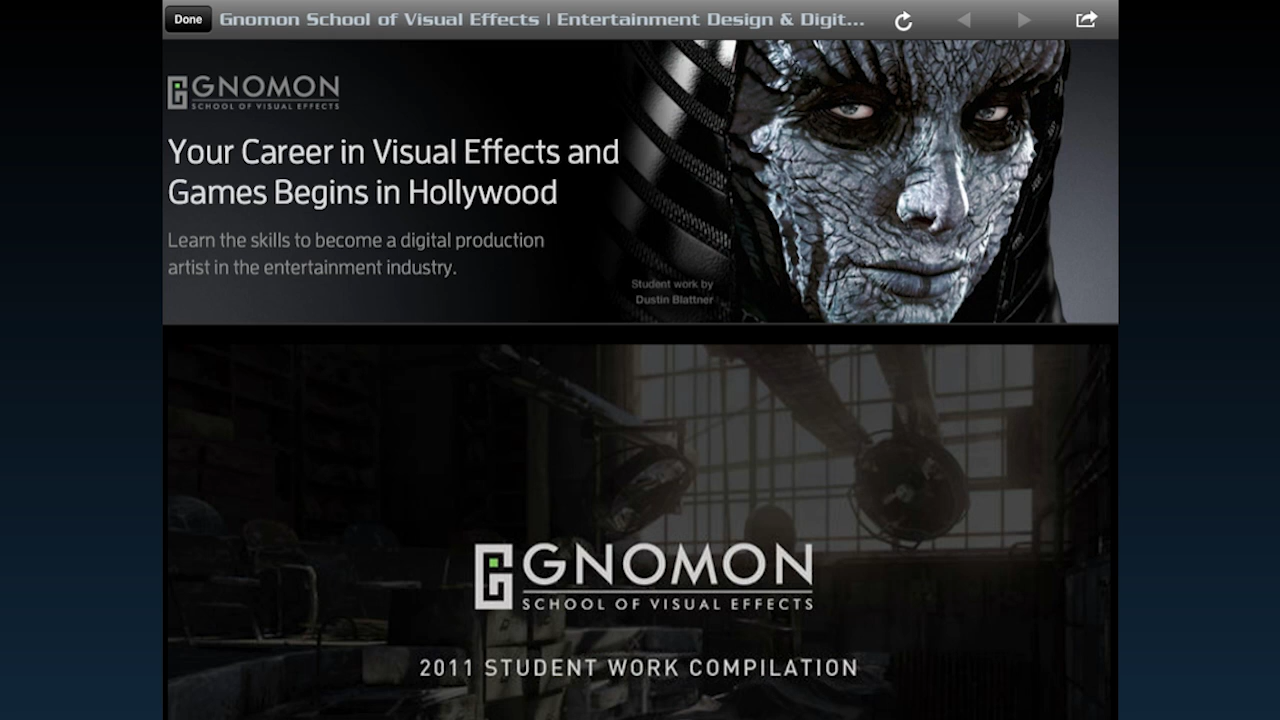 Done
Gnomon School of Visual Effects | Entertainment Design & Digit...
GNOMON
SCHOOL OF VISUAL EFFECTS
Your Career in Visual Effects and
Games Begins in Hollywood
Learn the skills to become a digital production
artist in the entertainment industry.
Student work by
Dustin Blattner
GNOMON
SCHOOL OF VISUAL EFFECTS
2011 STUDENT WORK COMPILATION